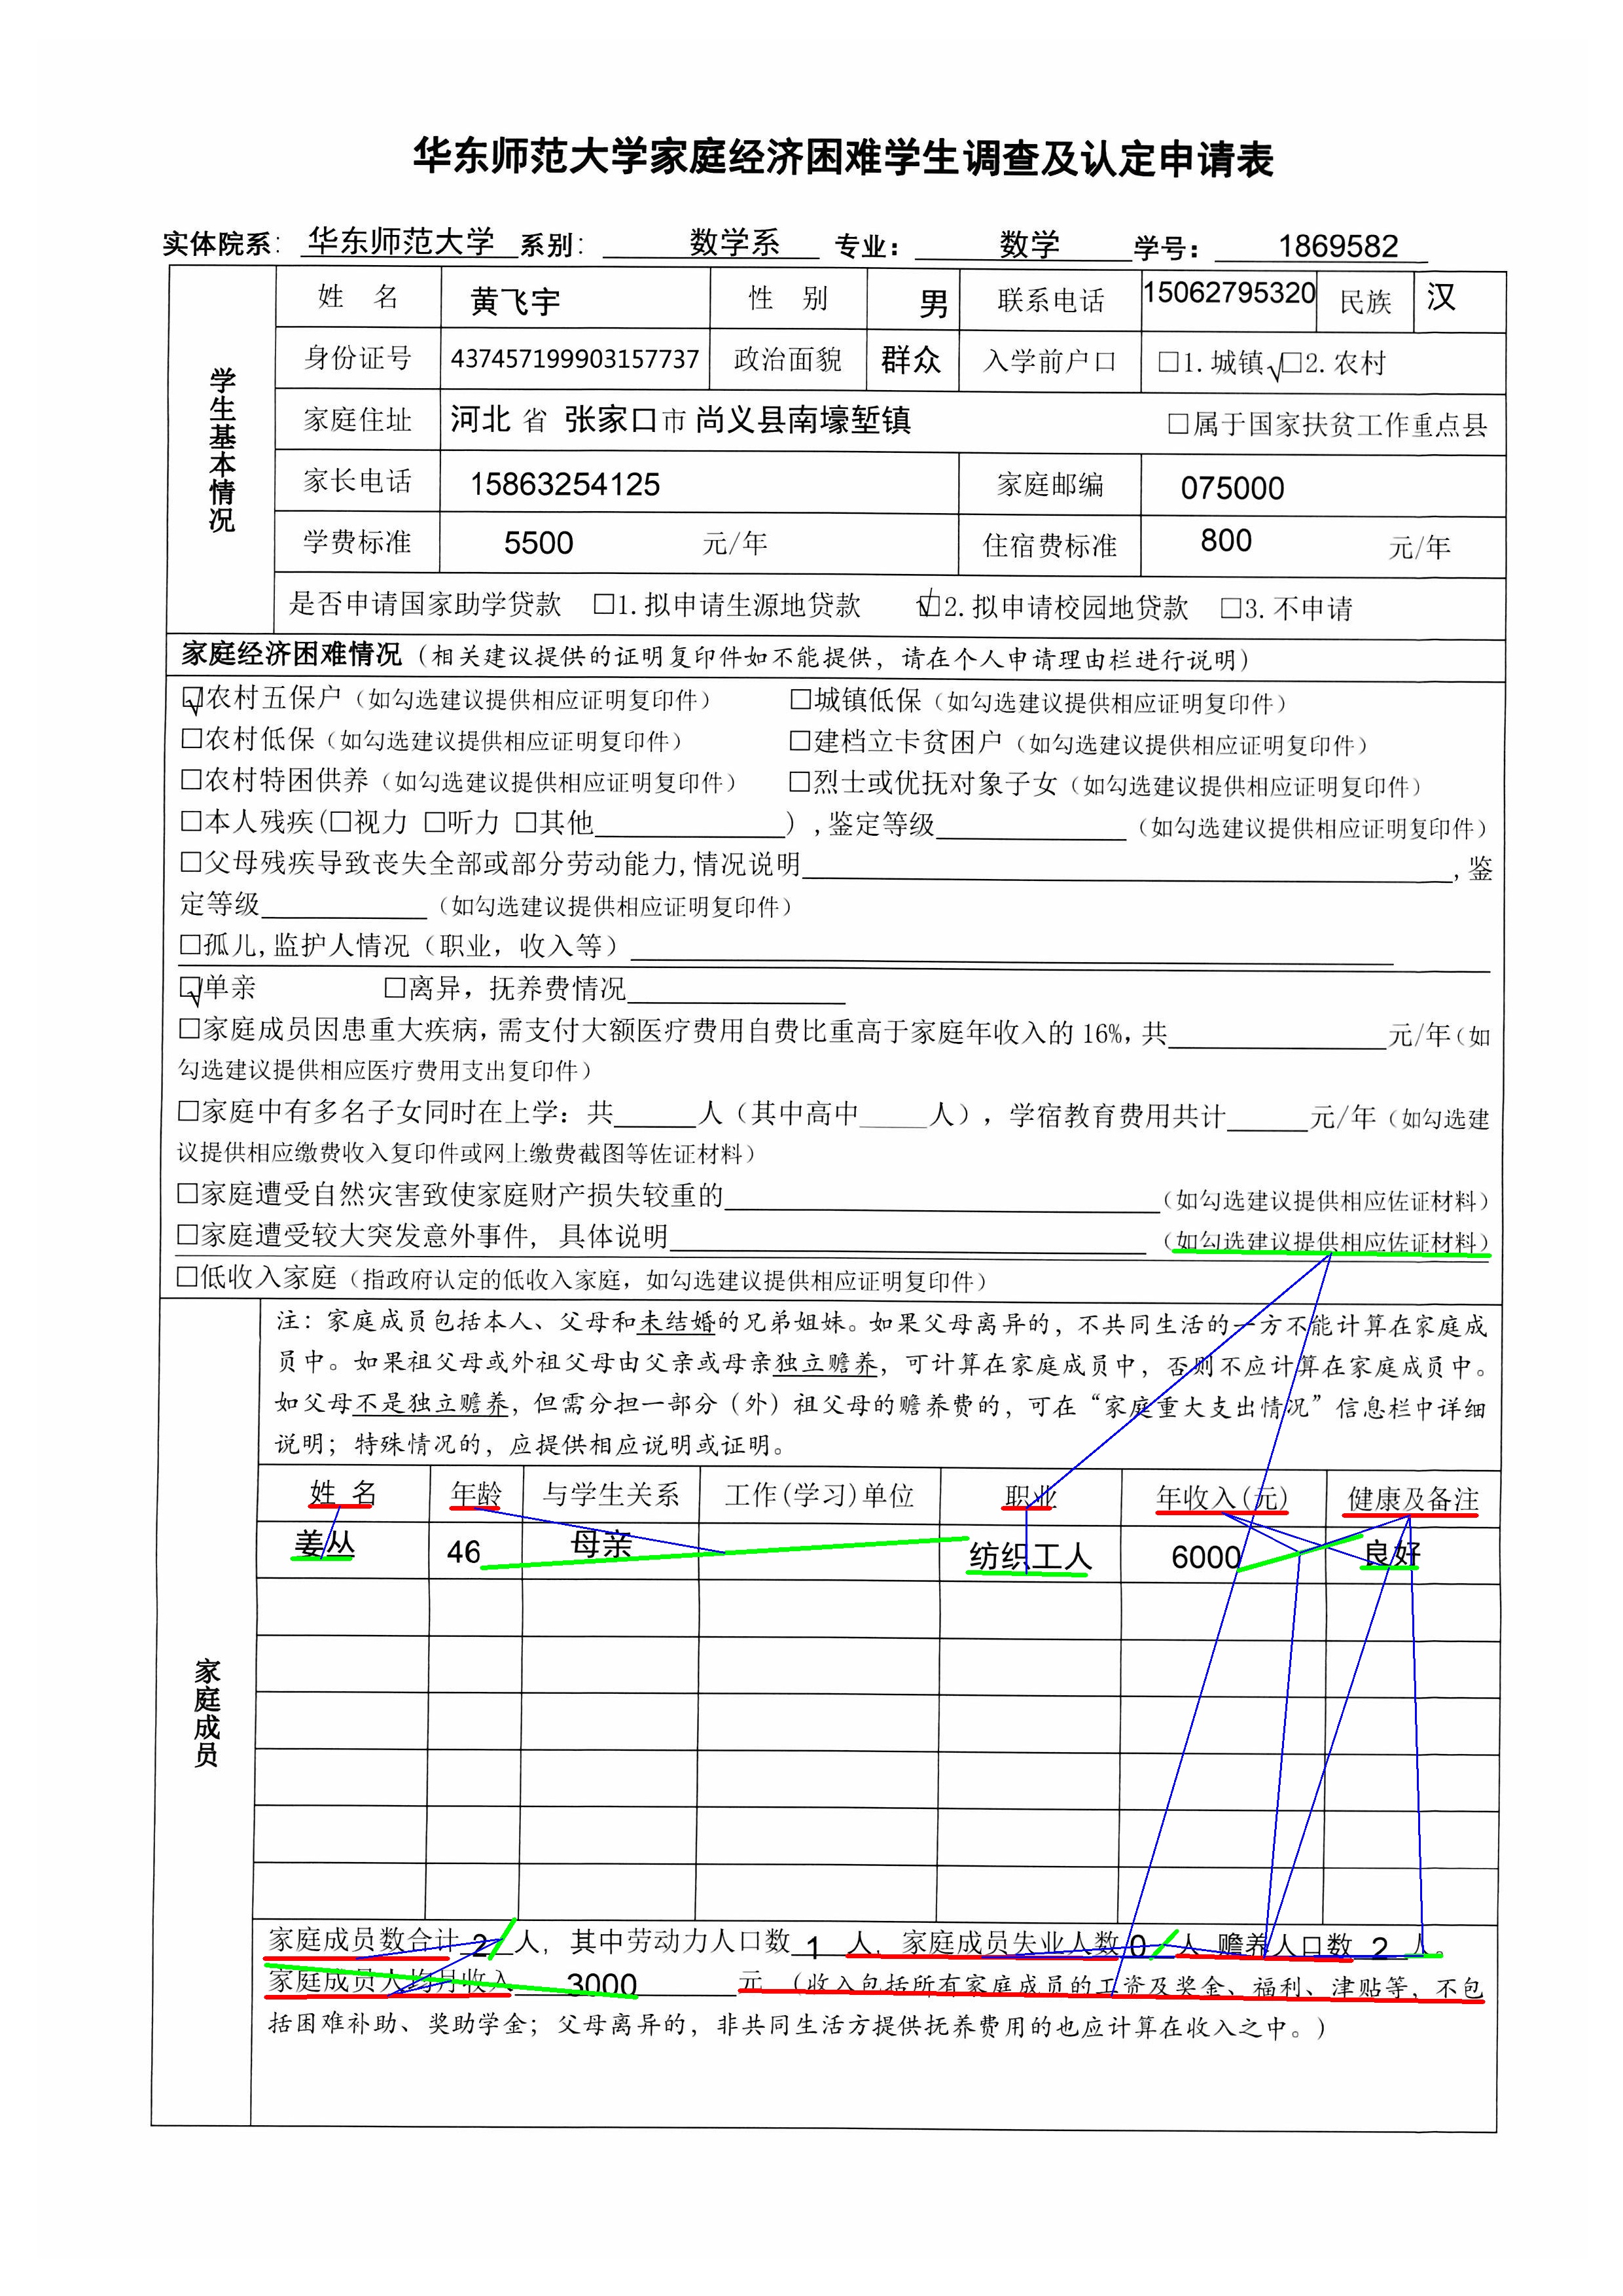 华东师范大学家庭经济困难学生调查及认定申请表
实体院系：华东师范大学 系别：数学系 专业：数学 学号：1869582
学生基本情况
姓 名 黄飞宇 性 别 男 联系电话 15062795320 民族 汉
身份证号 437457199903157737 政治面貌 群众 入学前户口 □1.城镇√□2.农村
家庭住址 河北 省 张家口市 尚义县南壕堑镇 □属于国家扶贫工作重点县
家长电话 15863254125 家庭邮编 075000
学费标准 5500 元/年 住宿费标准 800 元/年
是否申请国家助学贷款 □1.拟申请生源地贷款 ☑2.拟申请校园地贷款 □3.不申请
家庭经济困难情况（相关建议提供的证明复印件如不能提供，请在个人申请理由栏进行说明）
☑农村五保户（如勾选建议提供相应证明复印件） □城镇低保（如勾选建议提供相应证明复印件）
□农村低保（如勾选建议提供相应证明复印件） □建档立卡贫困户（如勾选建议提供相应证明复印件）
□农村特困供养（如勾选建议提供相应证明复印件） □烈士或优抚对象子女（如勾选建议提供相应证明复印件）
□本人残疾(□视力 □听力 □其他______)，鉴定等级______（如勾选建议提供相应证明复印件）
□父母残疾导致丧失全部或部分劳动能力,情况说明______,鉴
定等级______（如勾选建议提供相应证明复印件）
□孤儿,监护人情况（职业，收入等）______
☑单亲 □离异，抚养费情况______
□家庭成员因患重大疾病，需支付大额医疗费用自费比重高于家庭年收入的16%，共______元/年（如
勾选建议提供相应医疗费用支出复印件）
□家庭中有多名子女同时在上学：共____人（其中高中____人），学宿教育费用共计____元/年（如勾选建
议提供相应缴费收入复印件或网上缴费截图等佐证材料）
□家庭遭受自然灾害致使家庭财产损失较重的______（如勾选建议提供相应佐证材料）
□家庭遭受较大突发意外事件，具体说明______（如勾选建议提供相应佐证材料）
□低收入家庭（指政府认定的低收入家庭，如勾选建议提供相应证明复印件）
家庭成员
注：家庭成员包括本人、父母和未结婚的兄弟姐妹。如果父母离异的，不共同生活的一方不能计算在家庭成
员中。如果祖父母或外祖父母由父亲或母亲独立赡养，可计算在家庭成员中，否则不应计算在家庭成员中。
如父母不是独立赡养，但需分担一部分（外）祖父母的赡养费的，可在“家庭重大支出情况”信息栏中详细
说明；特殊情况的，应提供相应说明或证明。
姓 名 年龄 与学生关系 工作(学习)单位 职业 年收入(元) 健康及备注
姜丛 46 母亲 纺织工人 6000 良好
家庭成员数合计 2 人，其中劳动力人口数 1 人，家庭成员失业人数 0 人 赡养人口数 2 人。
家庭成员人均月收入 3000 元（收入包括所有家庭成员的工资及奖金、福利、津贴等，不包
括困难补助、奖助学金；父母离异的，非共同生活方提供抚养费用的也应计算在收入之中。）